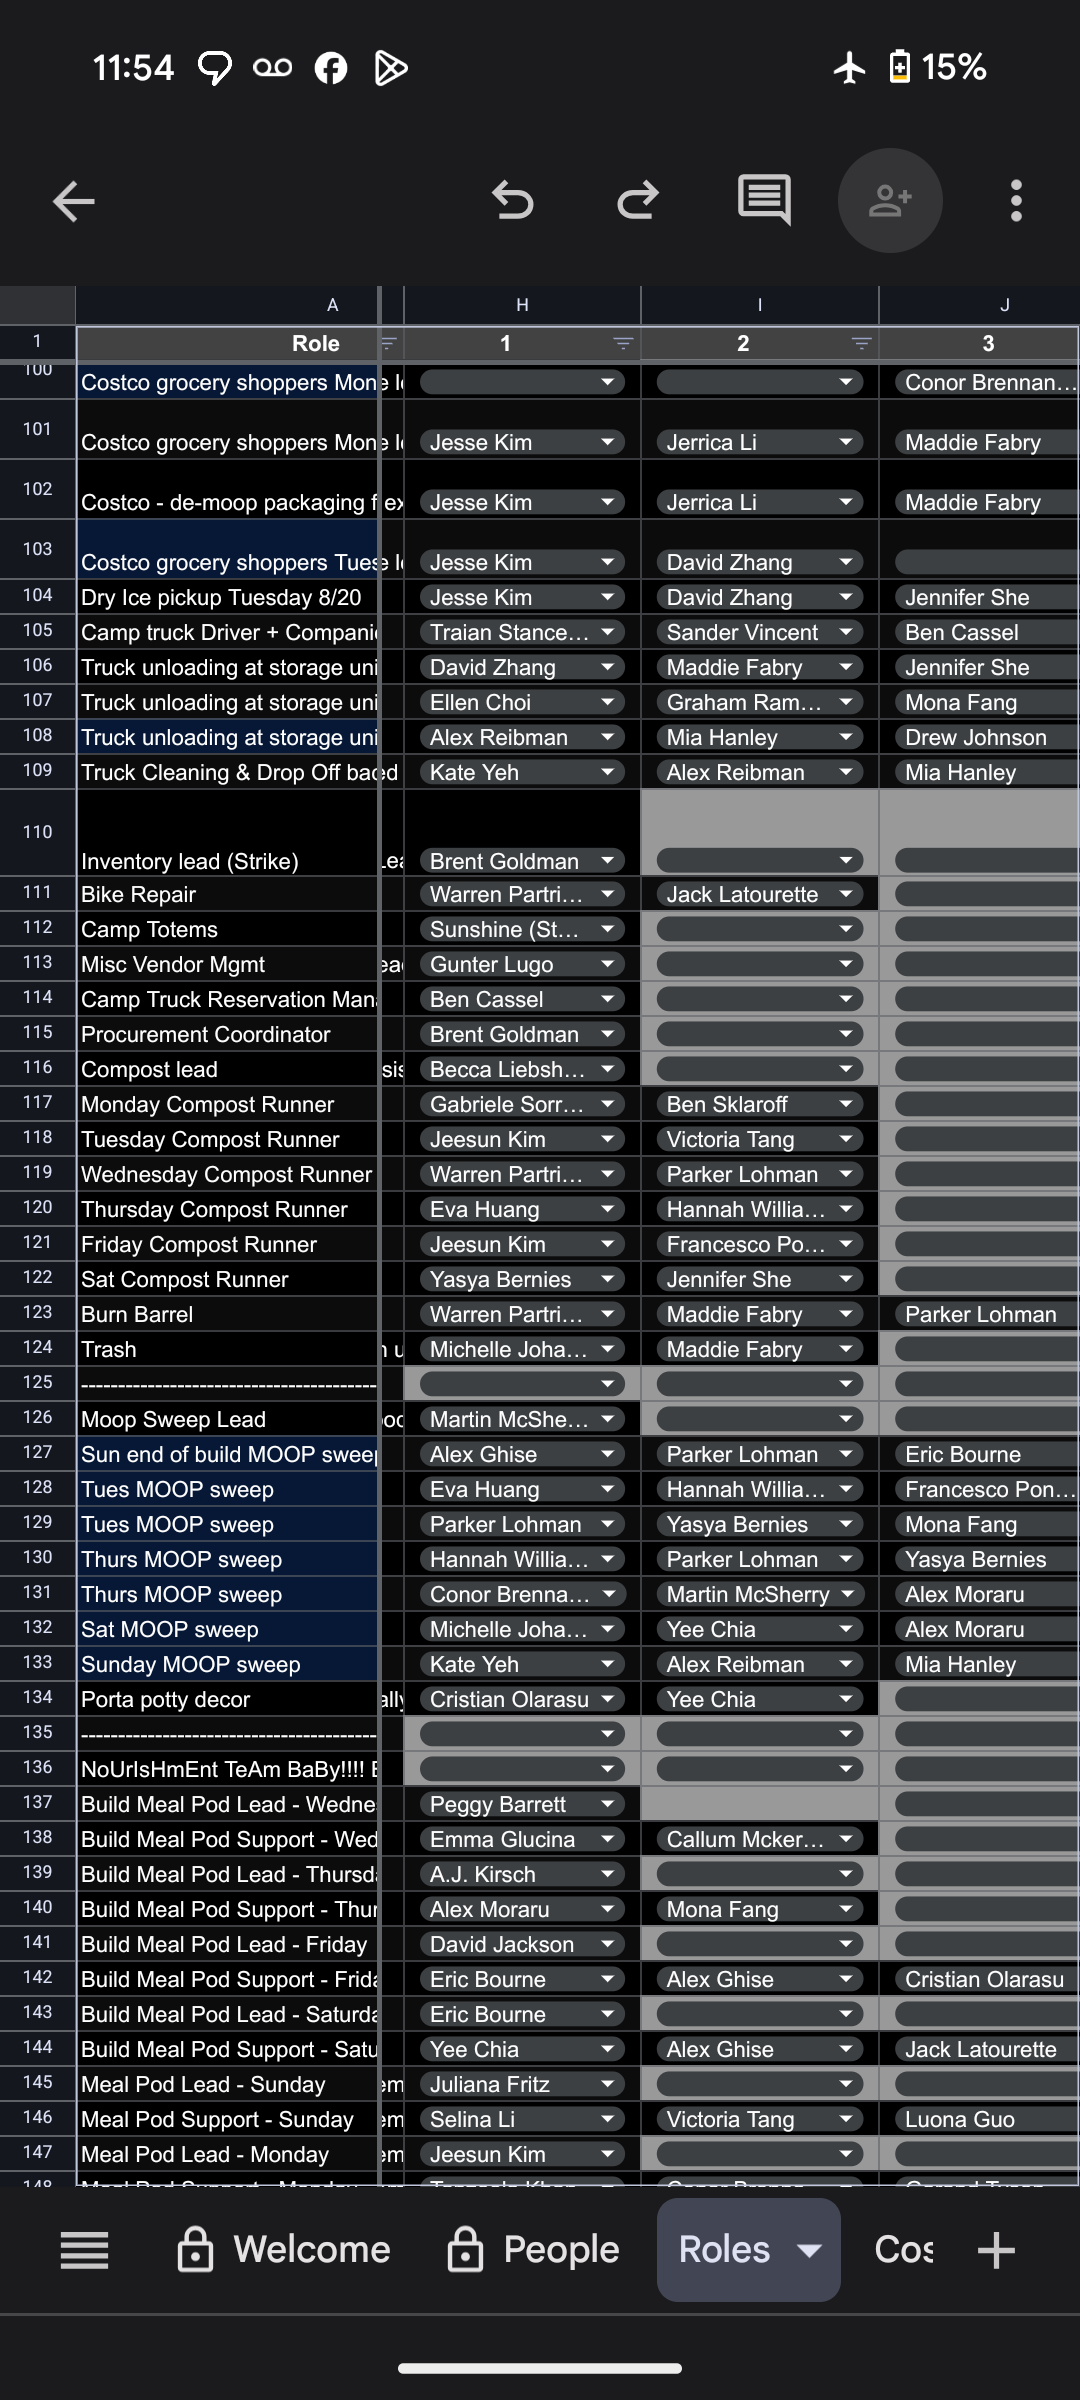 11:54 15%
A H I J
1 Role 1 2 3
100 Costco grocery shoppers Mon Conor Brennan...
101 Costco grocery shoppers Mon Jesse Kim Jerrica Li Maddie Fabry
102 Costco - de-moop packaging f Jesse Kim Jerrica Li Maddie Fabry
103 Costco grocery shoppers Tues Jesse Kim David Zhang
104 Dry Ice pickup Tuesday 8/20 Jesse Kim David Zhang Jennifer She
105 Camp truck Driver + Compani Traian Stance... Sander Vincent Ben Cassel
106 Truck unloading at storage uni David Zhang Maddie Fabry Jennifer She
107 Truck unloading at storage uni Ellen Choi Graham Ram... Mona Fang
108 Truck unloading at storage uni Alex Reibman Mia Hanley Drew Johnson
109 Truck Cleaning & Drop Off bac ed Kate Yeh Alex Reibman Mia Hanley
110 Inventory lead (Strike) Lea Brent Goldman
111 Bike Repair Warren Partri... Jack Latourette
112 Camp Totems Sunshine (St...
113 Misc Vendor Mgmt ea Gunter Lugo
114 Camp Truck Reservation Man Ben Cassel
115 Procurement Coordinator Brent Goldman
116 Compost lead sis Becca Liebsh...
117 Monday Compost Runner Gabriele Sorr... Ben Sklaroff
118 Tuesday Compost Runner Jeesun Kim Victoria Tang
119 Wednesday Compost Runner Warren Partri... Parker Lohman
120 Thursday Compost Runner Eva Huang Hannah Willia...
121 Friday Compost Runner Jeesun Kim Francesco Po...
122 Sat Compost Runner Yasya Bernies Jennifer She
123 Burn Barrel Warren Partri... Maddie Fabry Parker Lohman
124 Trash Michelle Joha... Maddie Fabry
125 ----------------------------------------
126 Moop Sweep Lead Martin McShe...
127 Sun end of build MOOP sweep Alex Ghise Parker Lohman Eric Bourne
128 Tues MOOP sweep Eva Huang Hannah Willia... Francesco Pon...
129 Tues MOOP sweep Parker Lohman Yasya Bernies Mona Fang
130 Thurs MOOP sweep Hannah Willia... Parker Lohman Yasya Bernies
131 Thurs MOOP sweep Conor Brenna... Martin McSherry Alex Moraru
132 Sat MOOP sweep Michelle Joha... Yee Chia Alex Moraru
133 Sunday MOOP sweep Kate Yeh Alex Reibman Mia Hanley
134 Porta potty decor ally Cristian Olarasu Yee Chia
135 ----------------------------------------
136 NoUrIsHmEnt TeAm BaBy!!!!
137 Build Meal Pod Lead - Wedne Peggy Barrett
138 Build Meal Pod Support - Wed Emma Glucina Callum Mcker...
139 Build Meal Pod Lead - Thursd A.J. Kirsch
140 Build Meal Pod Support - Thur Alex Moraru Mona Fang
141 Build Meal Pod Lead - Friday David Jackson
142 Build Meal Pod Support - Frida Eric Bourne Alex Ghise Cristian Olarasu
143 Build Meal Pod Lead - Saturda Eric Bourne
144 Build Meal Pod Support - Satu Yee Chia Alex Ghise Jack Latourette
145 Meal Pod Lead - Sunday em Juliana Fritz
146 Meal Pod Support - Sunday em Selina Li Victoria Tang Luona Guo
147 Meal Pod Lead - Monday em Jeesun Kim
148 Meal Pod Support - Monday
Welcome People Roles Cos